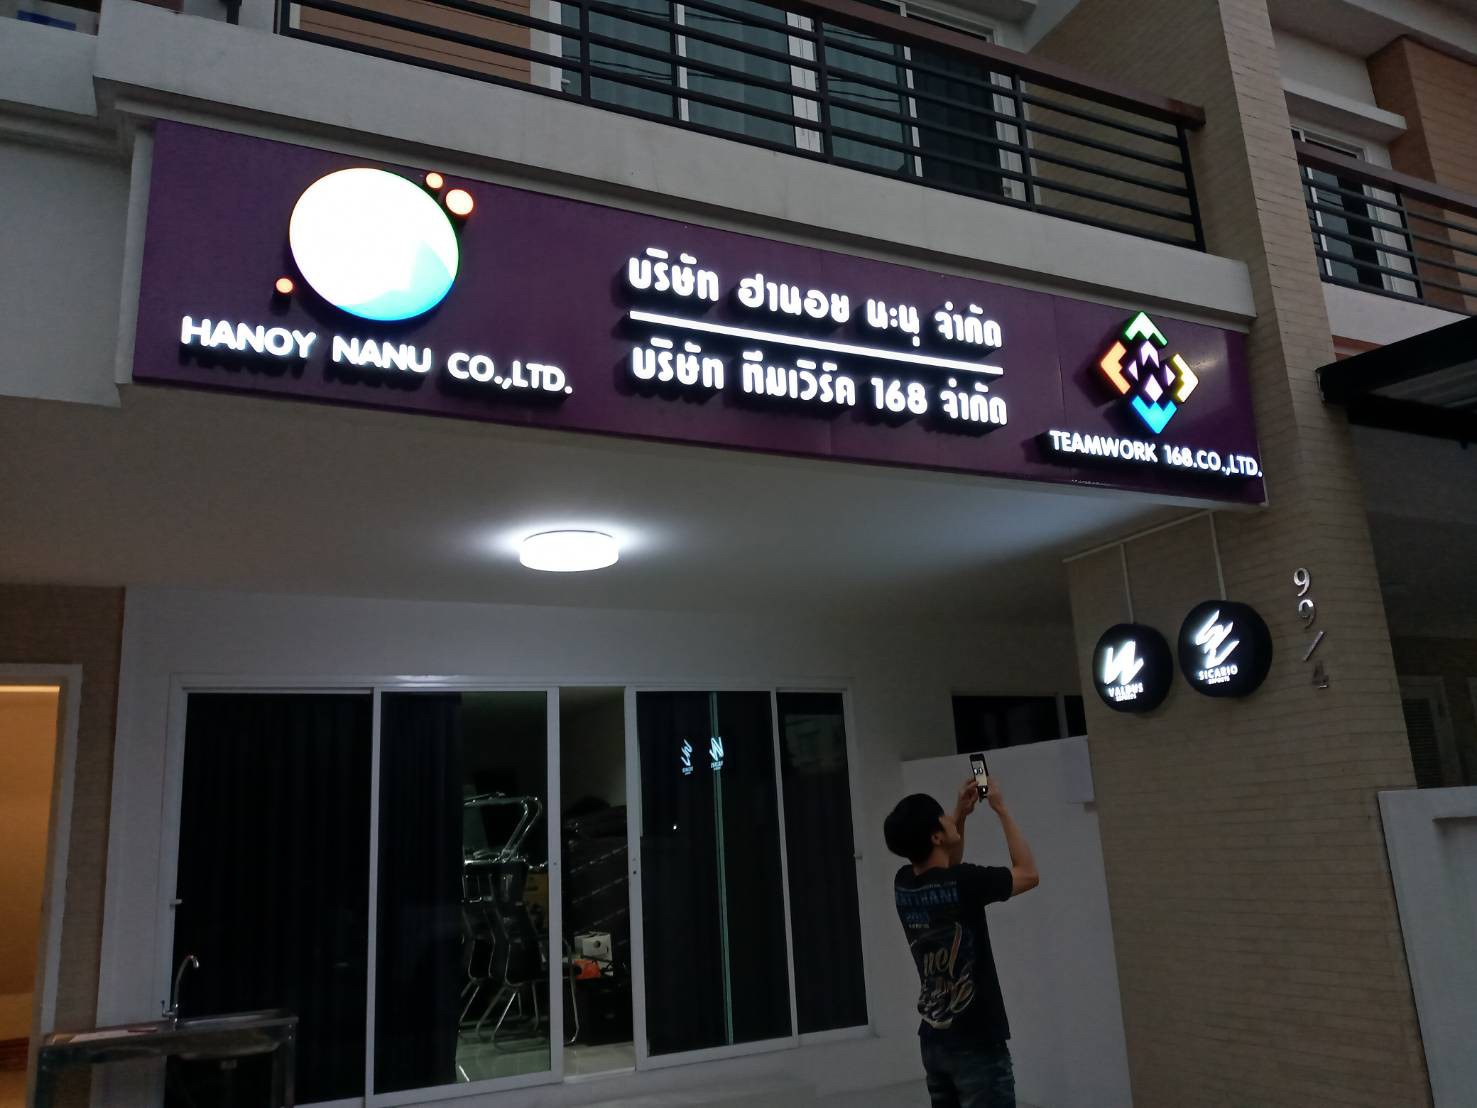 HANOY NANU CO.,LTD.
บริษัท ฮานอย นะนุ จำกัด
บริษัท ทีมเวิร์ค 168 จำกัด
TEAMWORK 168.CO.,LTD.
VALDUS
SICARIO
99/4
2013